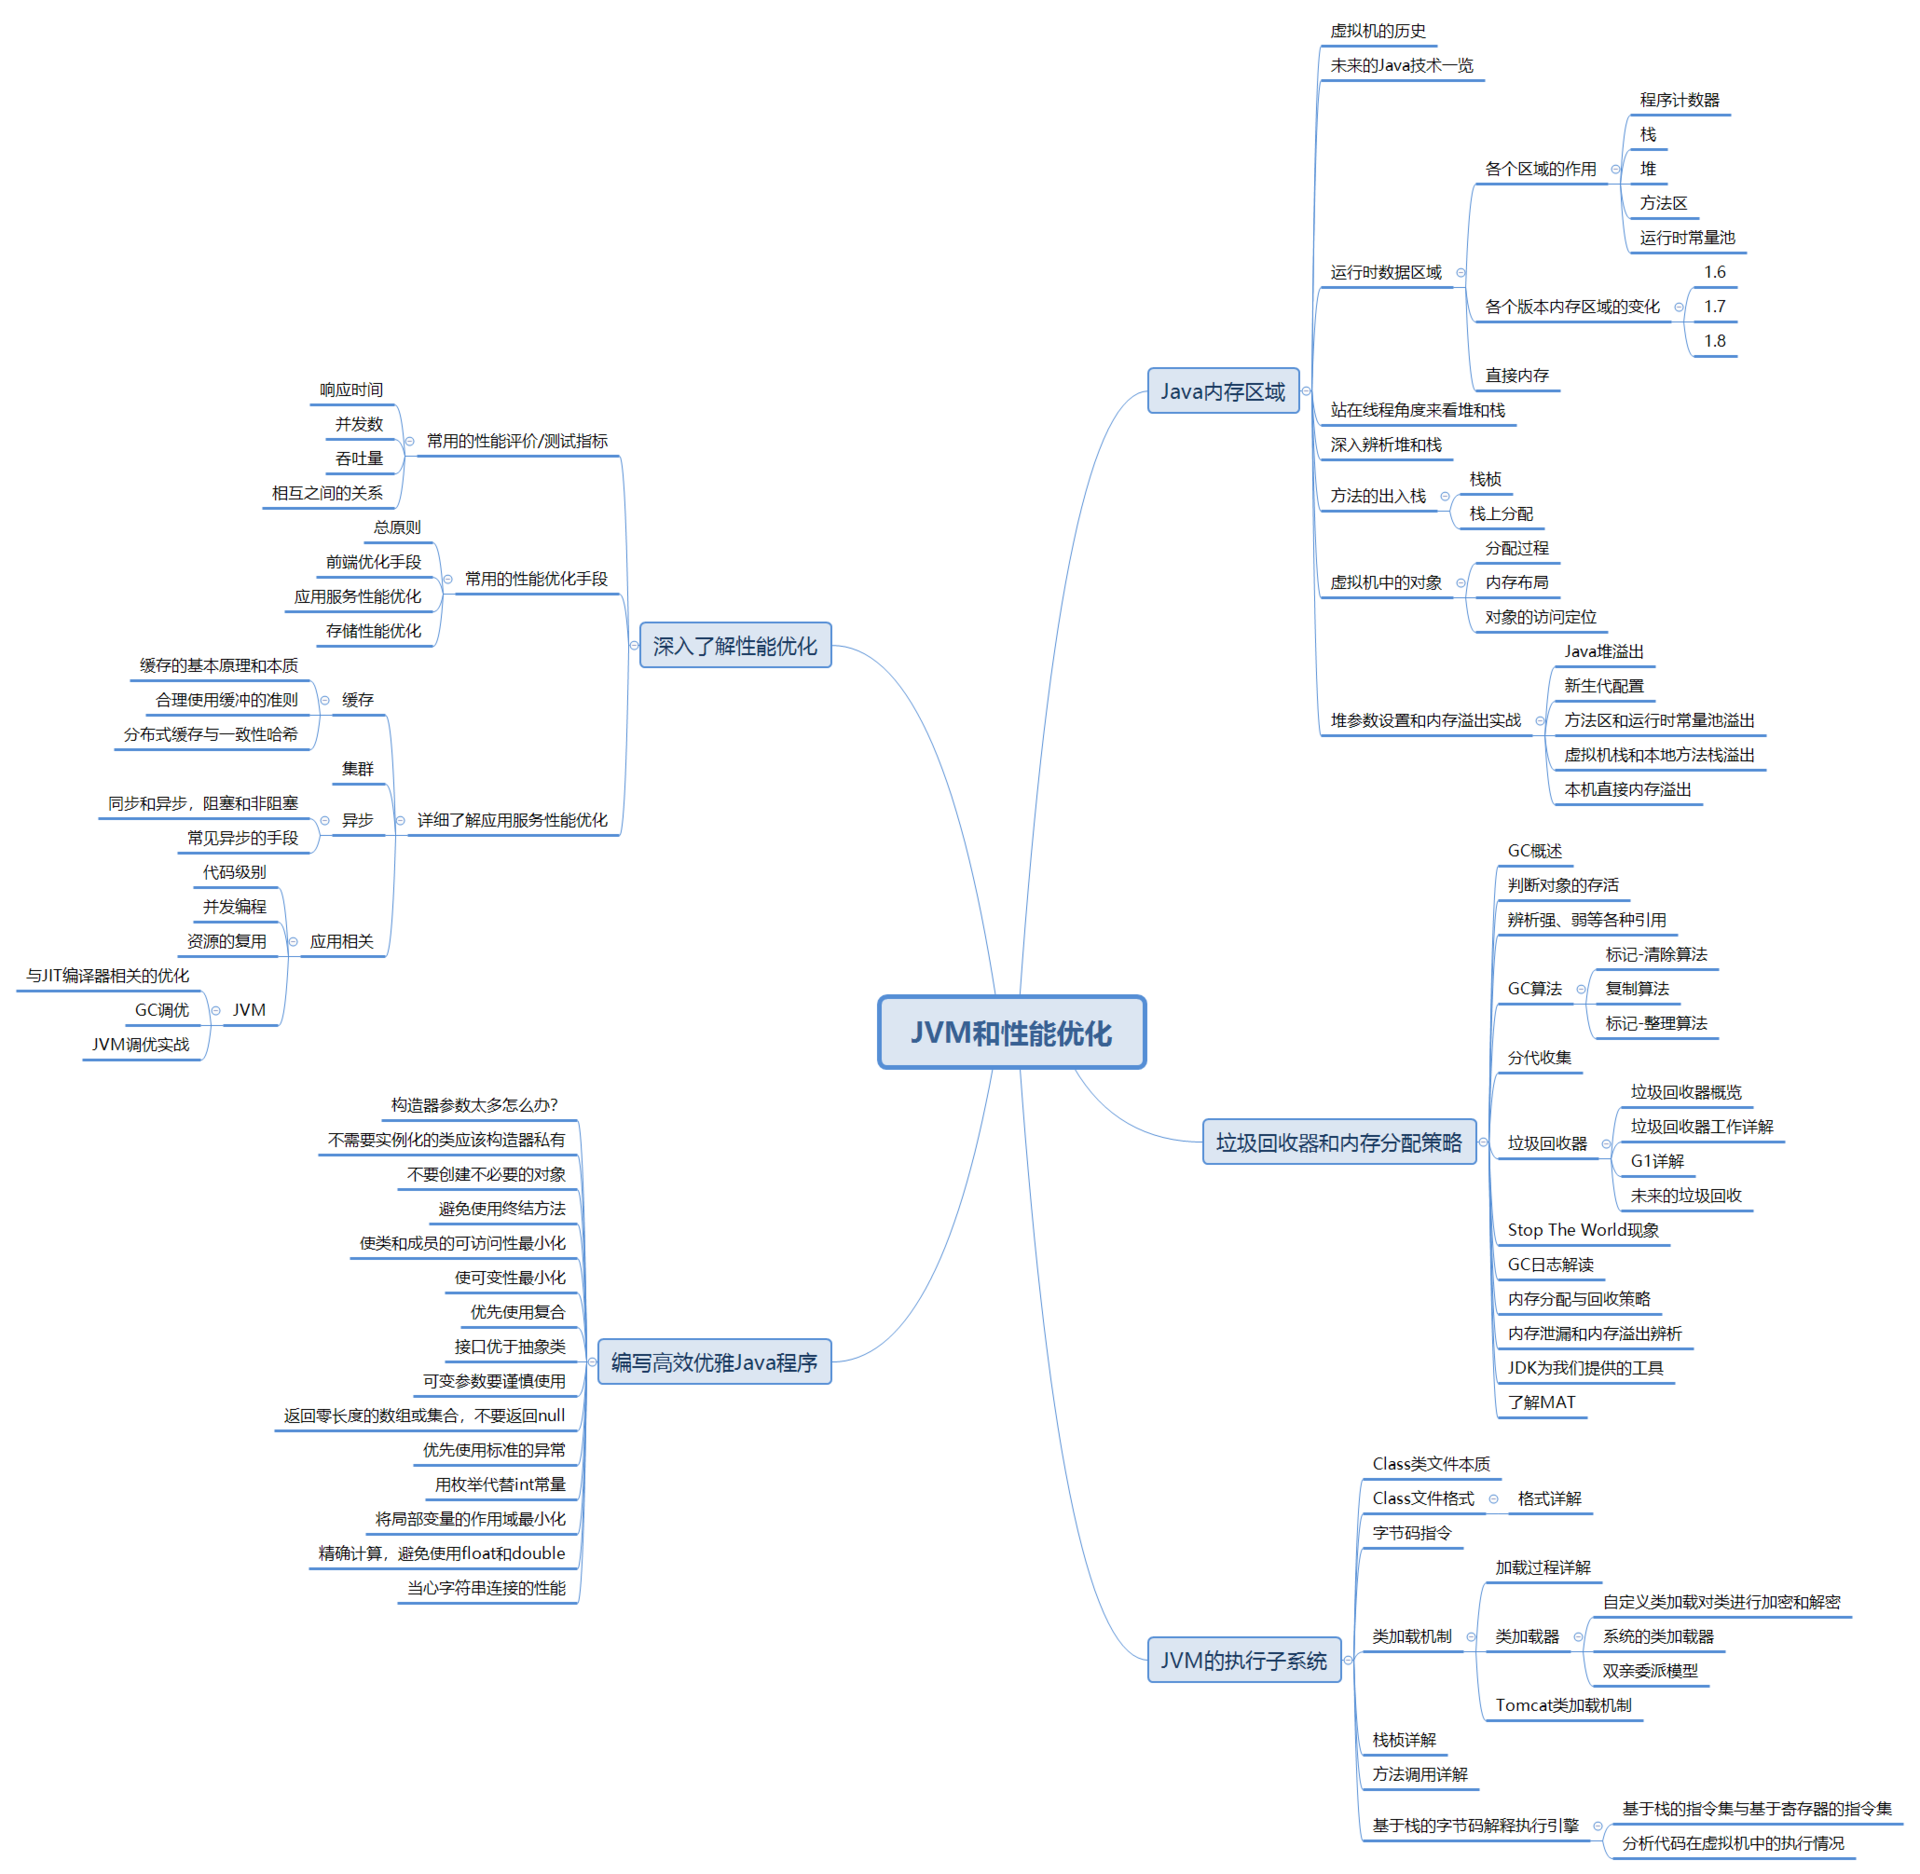 JVM和性能优化
Java内存区域
虚拟机的历史
未来的Java技术一览
运行时数据区域
各个区域的作用
程序计数器
栈
堆
方法区
运行时常量池
各个版本内存区域的变化
1.6
1.7
1.8
直接内存
站在线程角度来看堆和栈
深入辨析堆和栈
方法的出入栈
栈桢
栈上分配
虚拟机中的对象
分配过程
内存布局
对象的访问定位
堆参数设置和内存溢出实战
Java堆溢出
新生代配置
方法区和运行时常量池溢出
虚拟机栈和本地方法栈溢出
本机直接内存溢出
垃圾回收器和内存分配策略
GC概述
判断对象的存活
辨析强、弱等各种引用
GC算法
标记-清除算法
复制算法
标记-整理算法
分代收集
垃圾回收器
垃圾回收器概览
垃圾回收器工作详解
G1详解
未来的垃圾回收
Stop The World现象
GC日志解读
内存分配与回收策略
内存泄漏和内存溢出辨析
JDK为我们提供的工具
了解MAT
JVM的执行子系统
Class类文件本质
Class文件格式
格式详解
字节码指令
类加载机制
加载过程详解
类加载器
自定义类加载对类进行加密和解密
系统的类加载器
双亲委派模型
Tomcat类加载机制
栈桢详解
方法调用详解
基于栈的字节码解释执行引擎
基于栈的指令集与基于寄存器的指令集
分析代码在虚拟机中的执行情况
深入了解性能优化
常用的性能评价/测试指标
响应时间
并发数
吞吐量
相互之间的关系
常用的性能优化手段
总原则
前端优化手段
应用服务性能优化
存储性能优化
详细了解应用服务性能优化
缓存
缓存的基本原理和本质
合理使用缓冲的准则
分布式缓存与一致性哈希
集群
异步
同步和异步，阻塞和非阻塞
常见异步的手段
应用相关
代码级别
并发编程
资源的复用
JVM
与JIT编译器相关的优化
GC调优
JVM调优实战
编写高效优雅Java程序
构造器参数太多怎么办？
不需要实例化的类应该构造器私有
不要创建不必要的对象
避免使用终结方法
使类和成员的可访问性最小化
使可变性最小化
优先使用复合
接口优于抽象类
可变参数要谨慎使用
返回零长度的数组或集合，不要返回null
优先使用标准的异常
用枚举代替int常量
将局部变量的作用域最小化
精确计算，避免使用float和double
当心字符串连接的性能